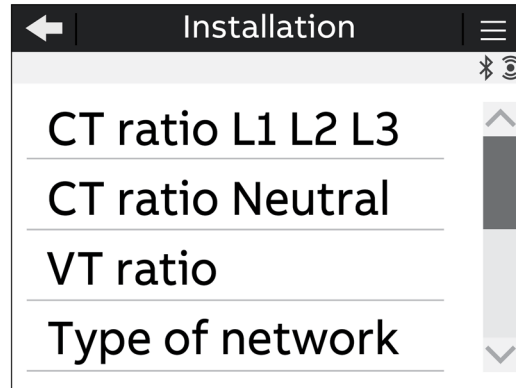 Installation
CT ratio L1 L2 L3
CT ratio Neutral
VT ratio
Type of network